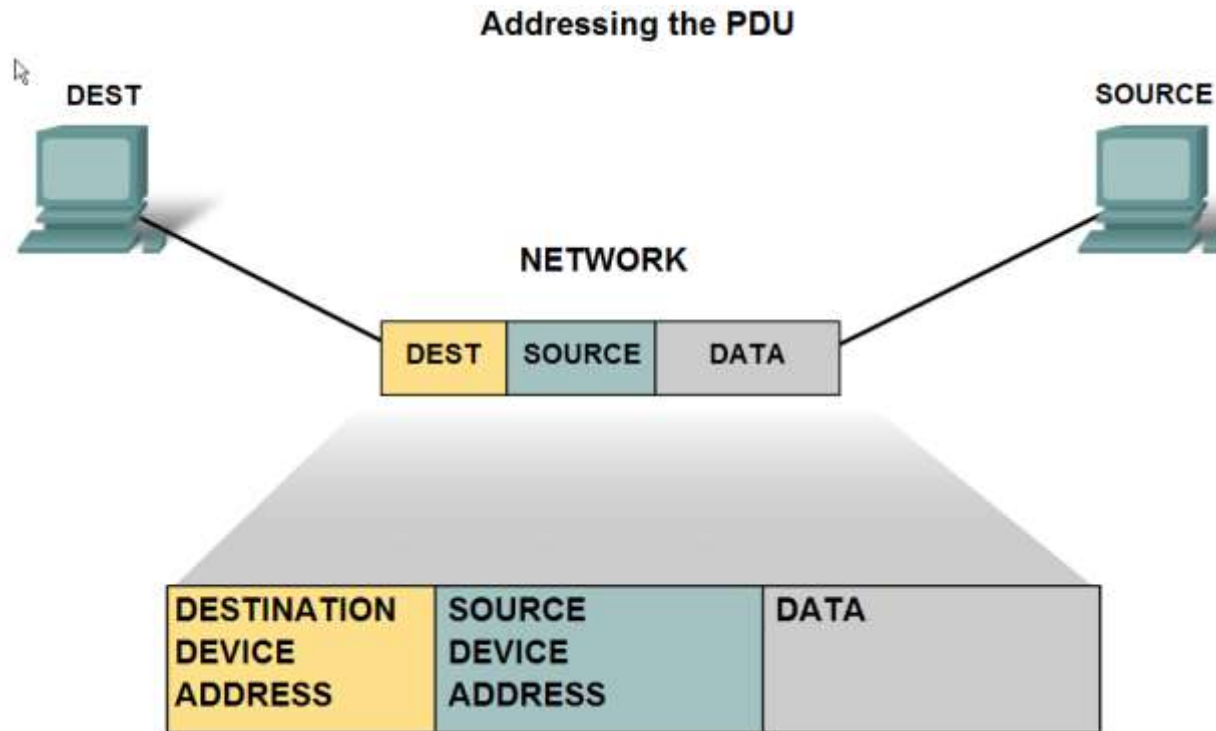 Addressing the PDU
DEST
SOURCE
NETWORK
DEST
SOURCE
DATA
DESTINATION
DEVICE
ADDRESS
SOURCE
DEVICE
ADDRESS
DATA